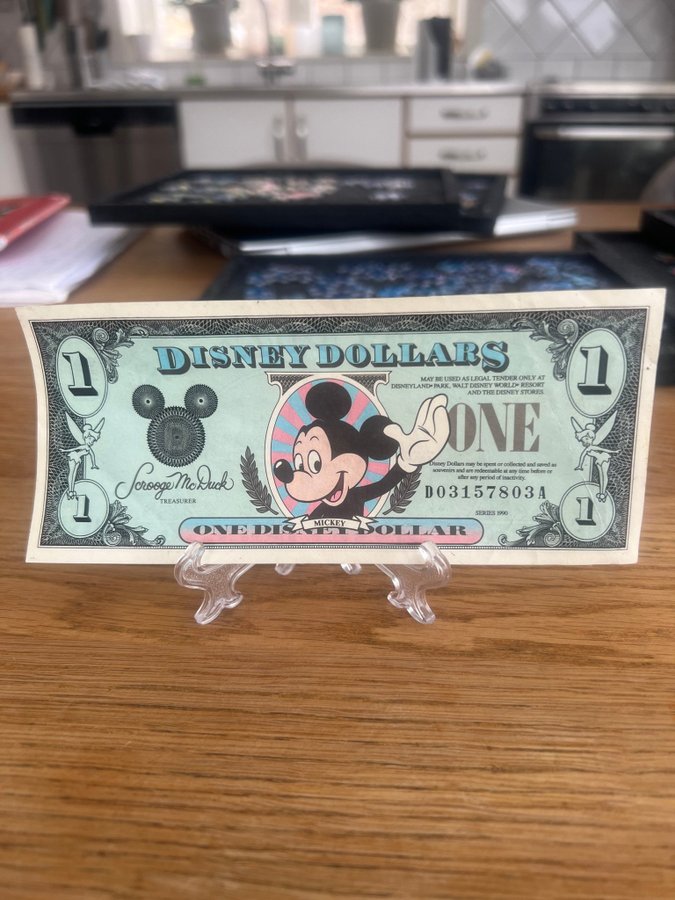 DISNEY DOLLARS
1
1
MAY BE USED AS LEGAL TENDER ONLY AT
DISNEYLAND® PARK, WALT DISNEY WORLD® RESORT
AND THE DISNEY STORES.
D
ONE
Disney Dollars may be spent or collected and saved as
souvenirs and are redeemable at any time before or
after any period of inactivity.
Scrooge McDuck
TREASURER
D03157803A
SERIES 1990
1
1
MICKEY
ONE DISNEY DOLLAR